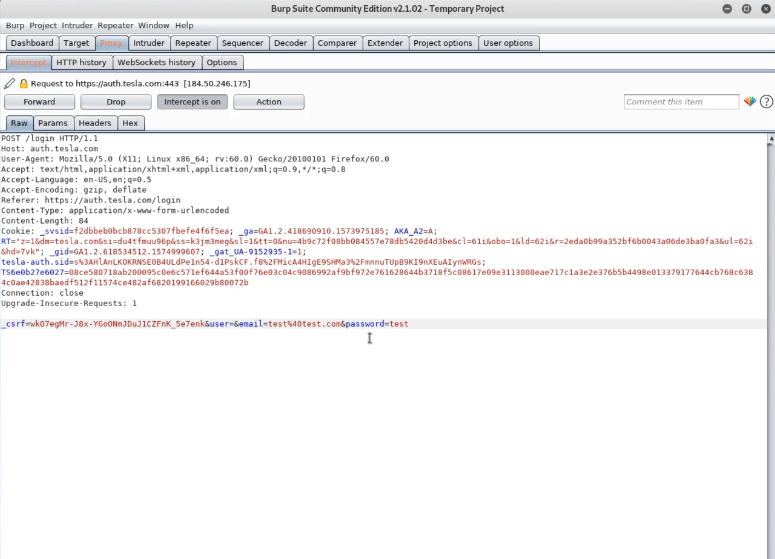 Burp Suite Community Edition v2.1.02 - Temporary Project
Burp Project Intruder Repeater Window Help
Dashboard Target Proxy Intruder Repeater Sequencer Decoder Comparer Extender Project options User options
Intercept HTTP history WebSockets history Options
Request to https://auth.tesla.com:443 [184.50.246.175]
Forward Drop Intercept is on Action Comment this item
Raw Params Headers Hex
POST /login HTTP/1.1
Host: auth.tesla.com
User-Agent: Mozilla/5.0 (X11; Linux x86_64; rv:60.0) Gecko/20100101 Firefox/60.0
Accept: text/html,application/xhtml+xml,application/xml;q=0.9,*/*;q=0.8
Accept-Language: en-US,en;q=0.5
Accept-Encoding: gzip, deflate
Referer: https://auth.tesla.com/login
Content-Type: application/x-www-form-urlencoded
Content-Length: 84
Cookie: _svsid=f2dbbeb0bcb878cc5307fbefe4f6f5ea; _ga=GA1.2.418690910.1573975185; AKA_A2=A;
RT="z=1&dm=tesla.com&si=du4tfmuu96p&ss=k3jm3meg&sl=1&tt=0&nu=4b9c72f08bb084557e78db5420d4d3be&cl=61i&obo=1&ld=62i&r=2eda0b99a352bf6b0043a06de3ba0fa3&ul=62i
&hd=7vk"; _gid=GA1.2.618534512.1574999607; _gat_UA-9152935-1=1;
tesla-auth.sid=s%3AHlAnLKOKRNSE0B4ULdPe1n54-d1PskCF.f8%2FMicA4HIgE9SHMa3%2FmnnuTUpB9KI9nXEuAIynWRGs;
TS66e0b27e6027=08ce580718ab200095c0e6c571ef644a53f00f76e03c04c9086992af9bf972e761628644b3718f5c08617e09e3113000eae717c1a3e2e376b5b4498e013379177644cb768c638
4c0ae42838baedf512f11574ce482af6820199166029b80072b
Connection: close
Upgrade-Insecure-Requests: 1
_csrf=wkO7egMr-J8x-YGoONmJDuJ1CZFnK_5e7enk&user=&email=test%40test.com&password=test